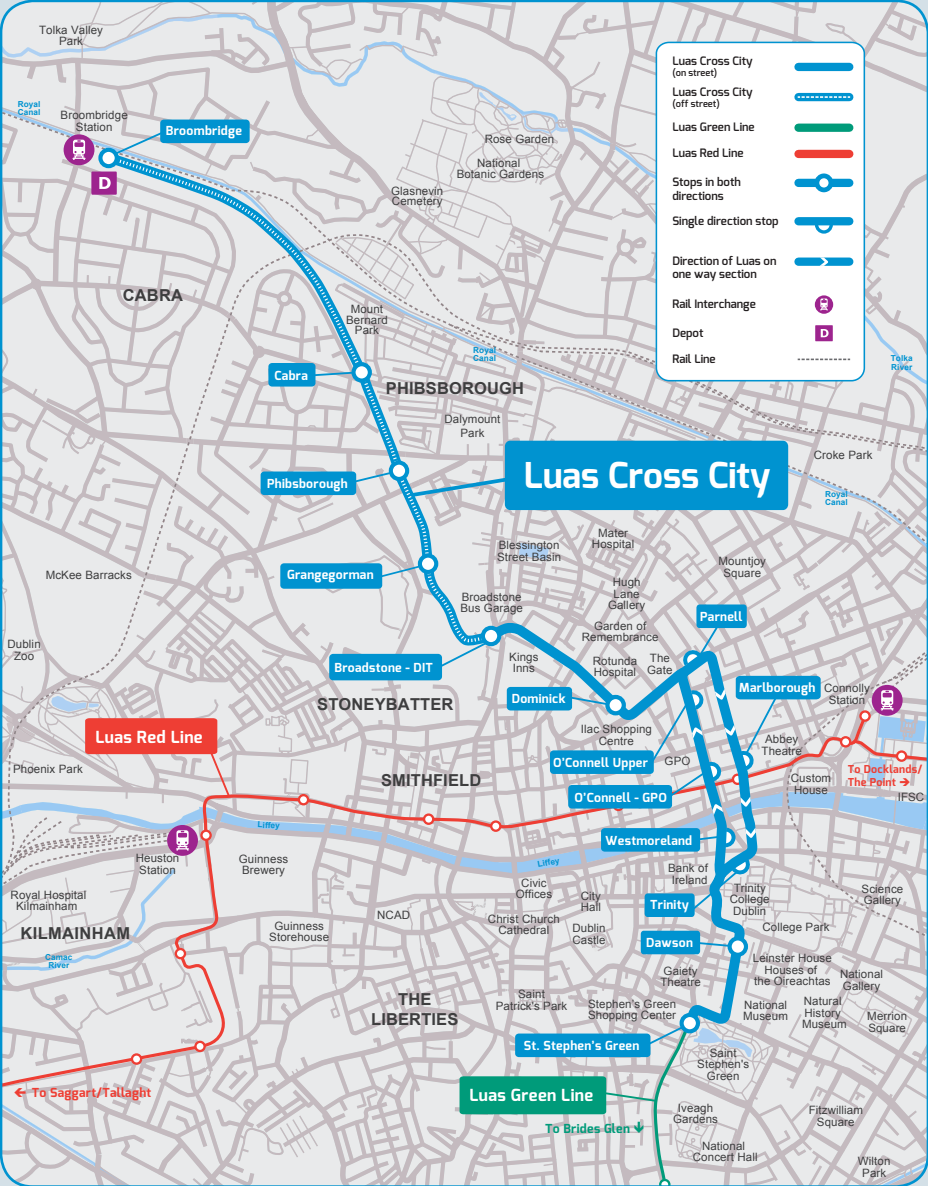 Tolka Valley
Park
Royal
Canal
Broombridge
Station
Broombridge
D
Rose Garden
National
Botanic Gardens
Glasnevin
Cemetery
Luas Cross City
(on street)
Luas Cross City
(off street)
Luas Green Line
Luas Red Line
Stops in both
directions
Single direction stop
Direction of Luas on
one way section
Rail Interchange
Depot
D
Rail Line
CABRA
Mount
Bernard
Park
Royal
Canal
Tolka
River
Cabra
PHIBSBOROUGH
Dalymount
Park
Croke Park
Luas Cross City
Phibsborough
Royal
Canal
Mater
Hospital
Blessington
Street Basin
Mountjoy
Square
McKee Barracks
Grangegorman
Hugh
Lane
Gallery
Broadstone
Bus Garage
Parnell
Garden of
Remembrance
Dublin
Zoo
Broadstone - DIT
Kings
Inns
Rotunda
Hospital
The
Gate
Marlborough
Connolly
Station
STONEYBATTER
Dominick
Luas Red Line
Ilac Shopping
Centre
Abbey
Theatre
O'Connell Upper
GPO
Phoenix Park
SMITHFIELD
To Docklands/
The Point →
Custom
House
O'Connell - GPO
IFSC
Liffey
Westmoreland
Liffey
Heuston
Station
Guinness
Brewery
Bank of
Ireland
Royal Hospital
Kilmainham
Civic
Offices
City
Hall
Trinity
College
Dublin
Science
Gallery
Trinity
NCAD
Christ Church
Cathedral
Dublin
Castle
College Park
KILMAINHAM
Guinness
Storehouse
Dawson
Camac
River
Leinster House
Houses of
the Oireachtas
Gaiety
Theatre
National
Gallery
THE
LIBERTIES
Saint
Patrick's Park
Stephen's Green
Shopping Center
National
Museum
Natural
History
Museum
Merrion
Square
St. Stephen's Green
Saint
Stephen's
Green
← To Saggart/Tallaght
Luas Green Line
To Brides Glen ↓
Iveagh
Gardens
Fitzwilliam
Square
National
Concert Hall
Wilton
Park